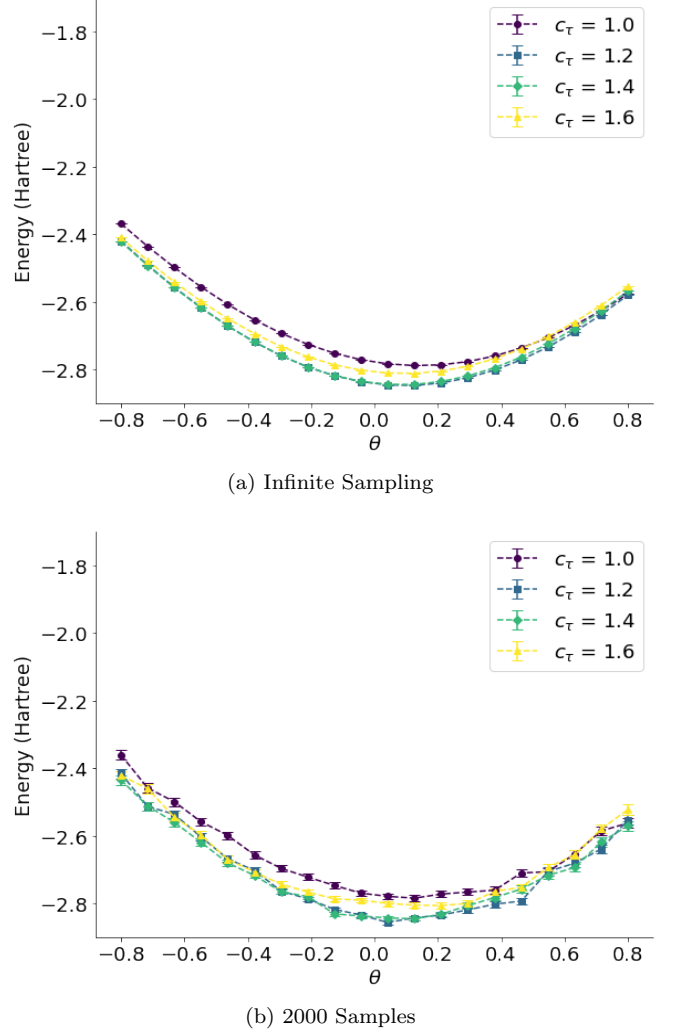 −1.8
−2.0
−2.2
−2.4
−2.6
−2.8
Energy (Hartree)
c_τ = 1.0
c_τ = 1.2
c_τ = 1.4
c_τ = 1.6
−0.8 −0.6 −0.4 −0.2 0.0 0.2 0.4 0.6 0.8
θ
(a) Infinite Sampling
−1.8
−2.0
−2.2
−2.4
−2.6
−2.8
Energy (Hartree)
c_τ = 1.0
c_τ = 1.2
c_τ = 1.4
c_τ = 1.6
−0.8 −0.6 −0.4 −0.2 0.0 0.2 0.4 0.6 0.8
θ
(b) 2000 Samples